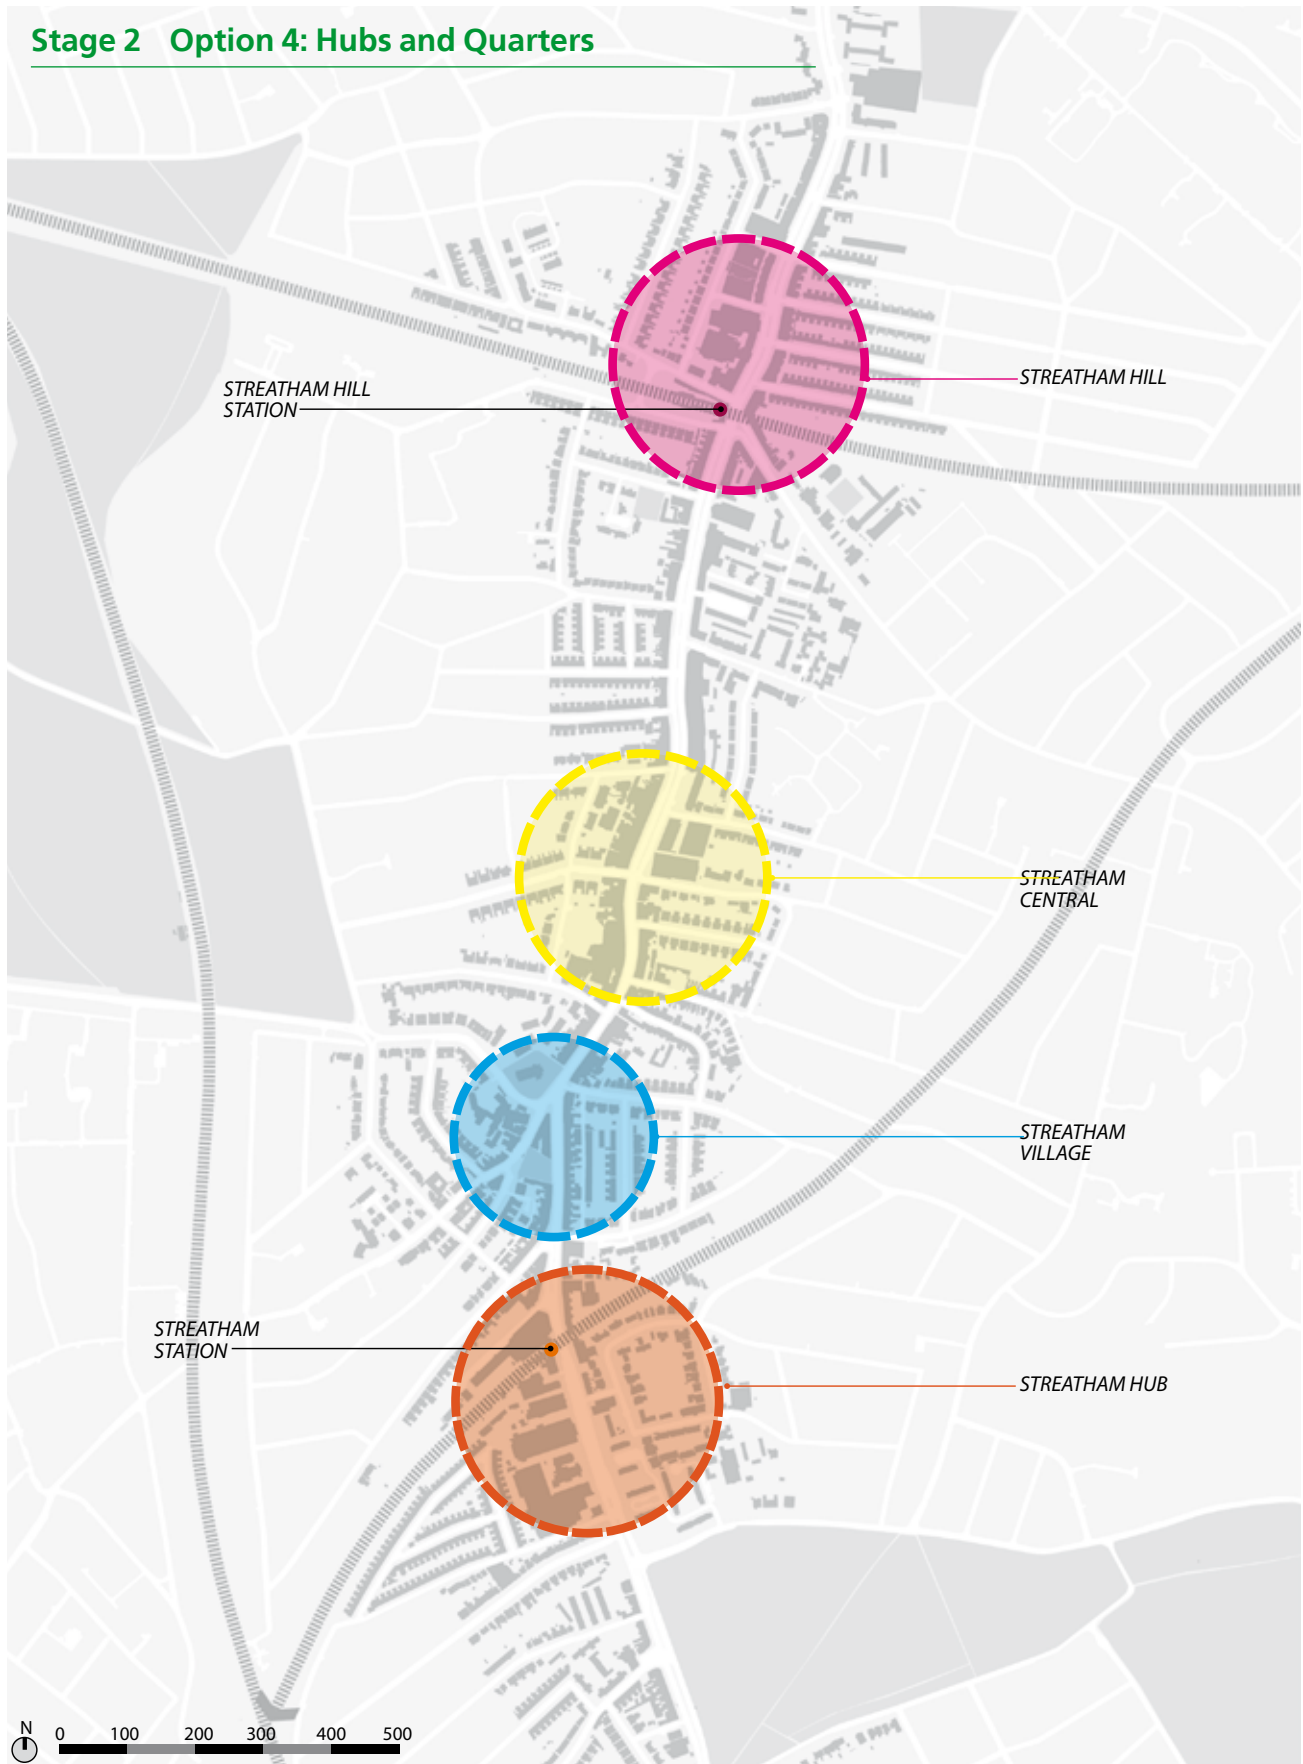 Stage 2 Option 4: Hubs and Quarters
STREATHAM HILL
STATION
STREATHAM HILL
STREATHAM
CENTRAL
STREATHAM
VILLAGE
STREATHAM
STATION
STREATHAM HUB
N
0 100 200 300 400 500